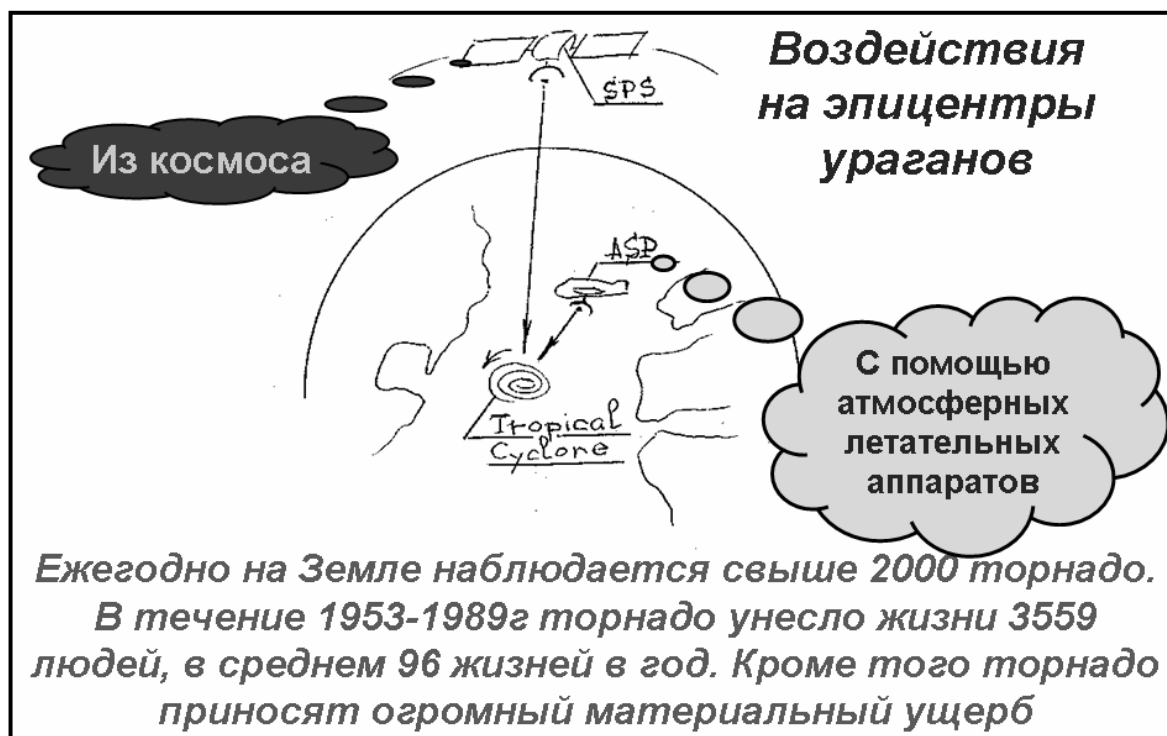 Воздействия
на эпицентры
ураганов
SPS
Из космоса
ASP
С помощью
атмосферных
летательных
аппаратов
Tropical
Cyclone
Ежегодно на Земле наблюдается свыше 2000 торнадо.
В течение 1953-1989г торнадо унесло жизни 3559
людей, в среднем 96 жизней в год. Кроме того торнадо
приносят огромный материальный ущерб